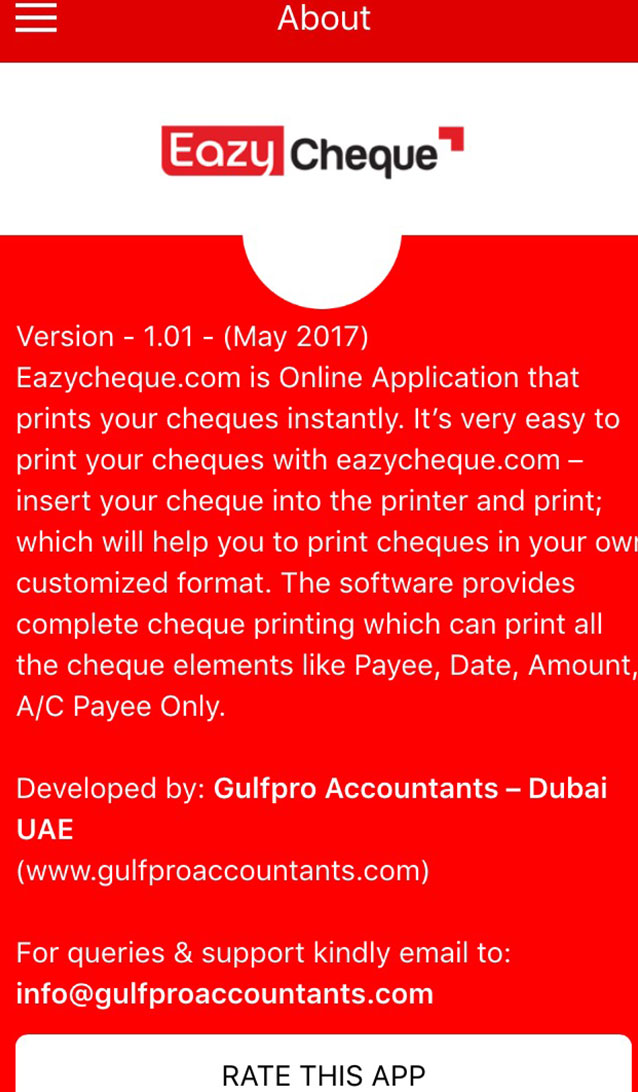 About
Eazy Cheque
Version - 1.01 - (May 2017)
Eazycheque.com is Online Application that
prints your cheques instantly. It’s very easy to
print your cheques with eazycheque.com –
insert your cheque into the printer and print;
which will help you to print cheques in your own
customized format. The software provides
complete cheque printing which can print all
the cheque elements like Payee, Date, Amount,
A/C Payee Only.
Developed by: Gulfpro Accountants – Dubai
UAE
(www.gulfproaccountants.com)
For queries & support kindly email to:
info@gulfproaccountants.com
RATE THIS APP